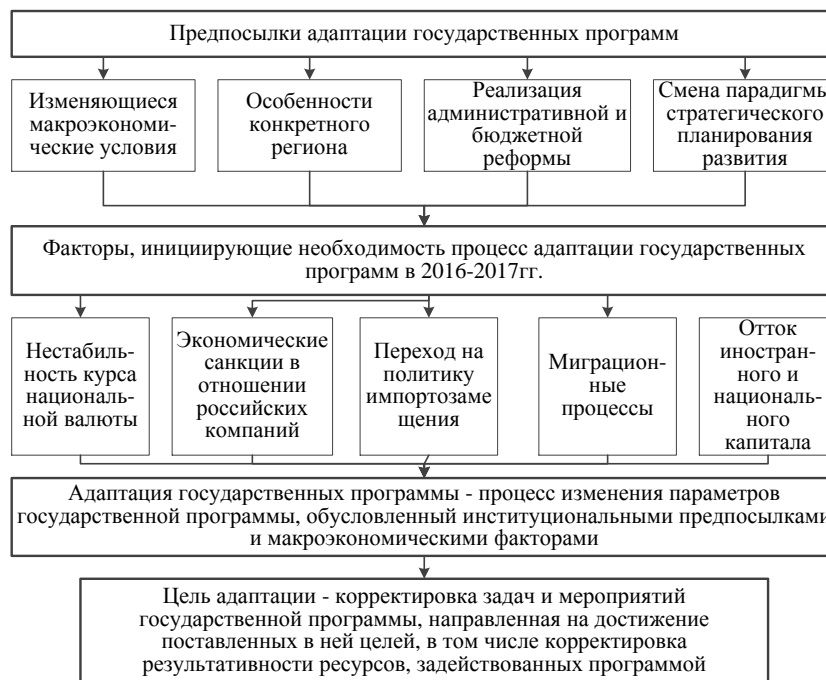 Предпосылки адаптации государственных программ
Изменяющиеся
макроэкономи-
ческие условия
Особенности
конкретного
региона
Реализация
административной и
бюджетной
реформы
Смена парадигмы
стратегического
планирования
развития
Факторы, инициирующие необходимость процесс адаптации государственных
программ в 2016-2017гг.
Нестабиль-
ность курса
националь-
ной валюты
Экономические
санкции в
отношении
российских
компаний
Переход на
политику
импортозаме
щения
Миграцион-
ные
процессы
Отток
иностран-
ного и
националь-
ного
капитала
Адаптация государственных программы - процесс изменения параметров
государственной программы, обусловленный институциональными предпосылками
и макроэкономическими факторами
Цель адаптации - корректировка задач и мероприятий
государственной программы, направленная на достижение
поставленных в ней целей, в том числе корректировка
результативности ресурсов, задействованных программой